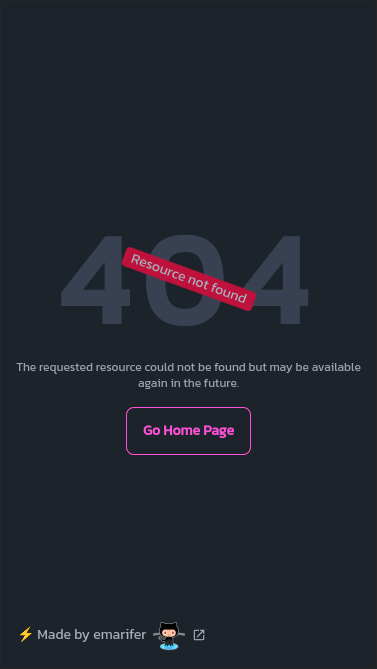 404
Resource not found
The requested resource could not be found but may be available
again in the future.
Go Home Page
⚡ Made by emarifer